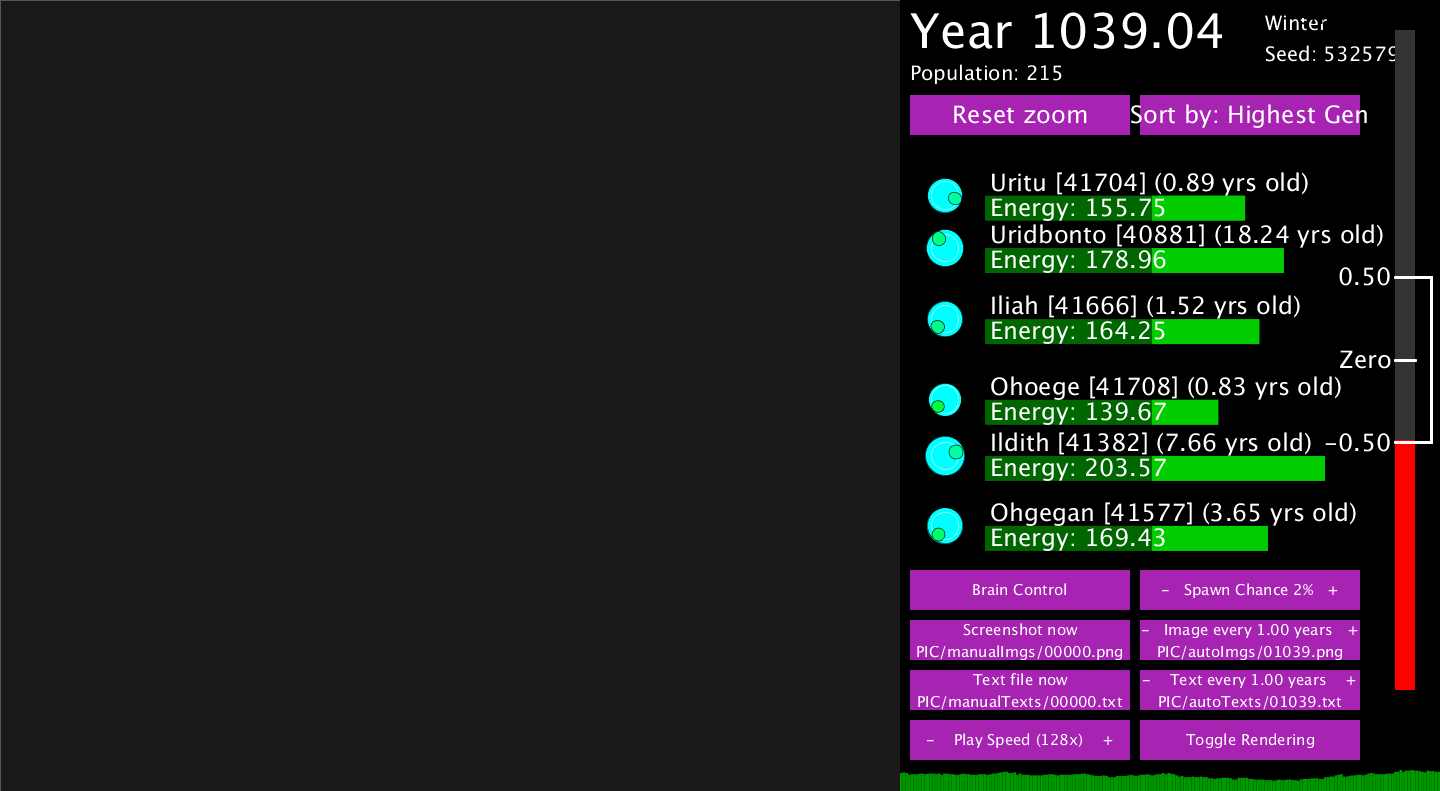 Year 1039.04
Winter
Seed: 532579
Population: 215
Reset zoom
Sort by: Highest Gen
Uritu [41704] (0.89 yrs old)
Energy: 155.75
Uridbonto [40881] (18.24 yrs old)
Energy: 178.96
0.50
Iliah [41666] (1.52 yrs old)
Energy: 164.25
Zero
Ohoege [41708] (0.83 yrs old)
Energy: 139.67
Ildith [41382] (7.66 yrs old)
-0.50
Energy: 203.57
Ohgegan [41577] (3.65 yrs old)
Energy: 169.43
Brain Control
- Spawn Chance 2% +
Screenshot now
PIC/manualImgs/00000.png
- Image every 1.00 years +
PIC/autoImgs/01039.png
Text file now
PIC/manualTexts/00000.txt
- Text every 1.00 years +
PIC/autoTexts/01039.txt
- Play Speed (128x) +
Toggle Rendering